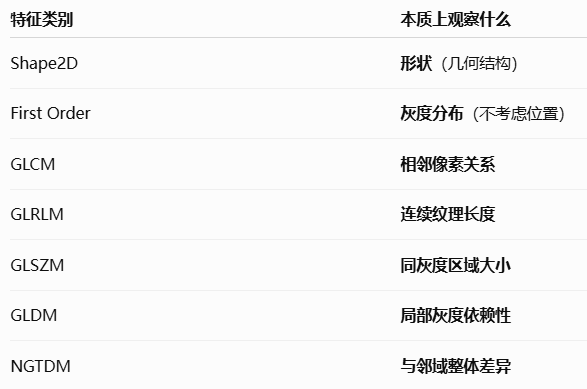 特征类别 本质上观察什么
Shape2D 形状（几何结构）
First Order 灰度分布（不考虑位置）
GLCM 相邻像素关系
GLRLM 连续纹理长度
GLSZM 同灰度区域大小
GLDM 局部灰度依赖性
NGTDM 与邻域整体差异